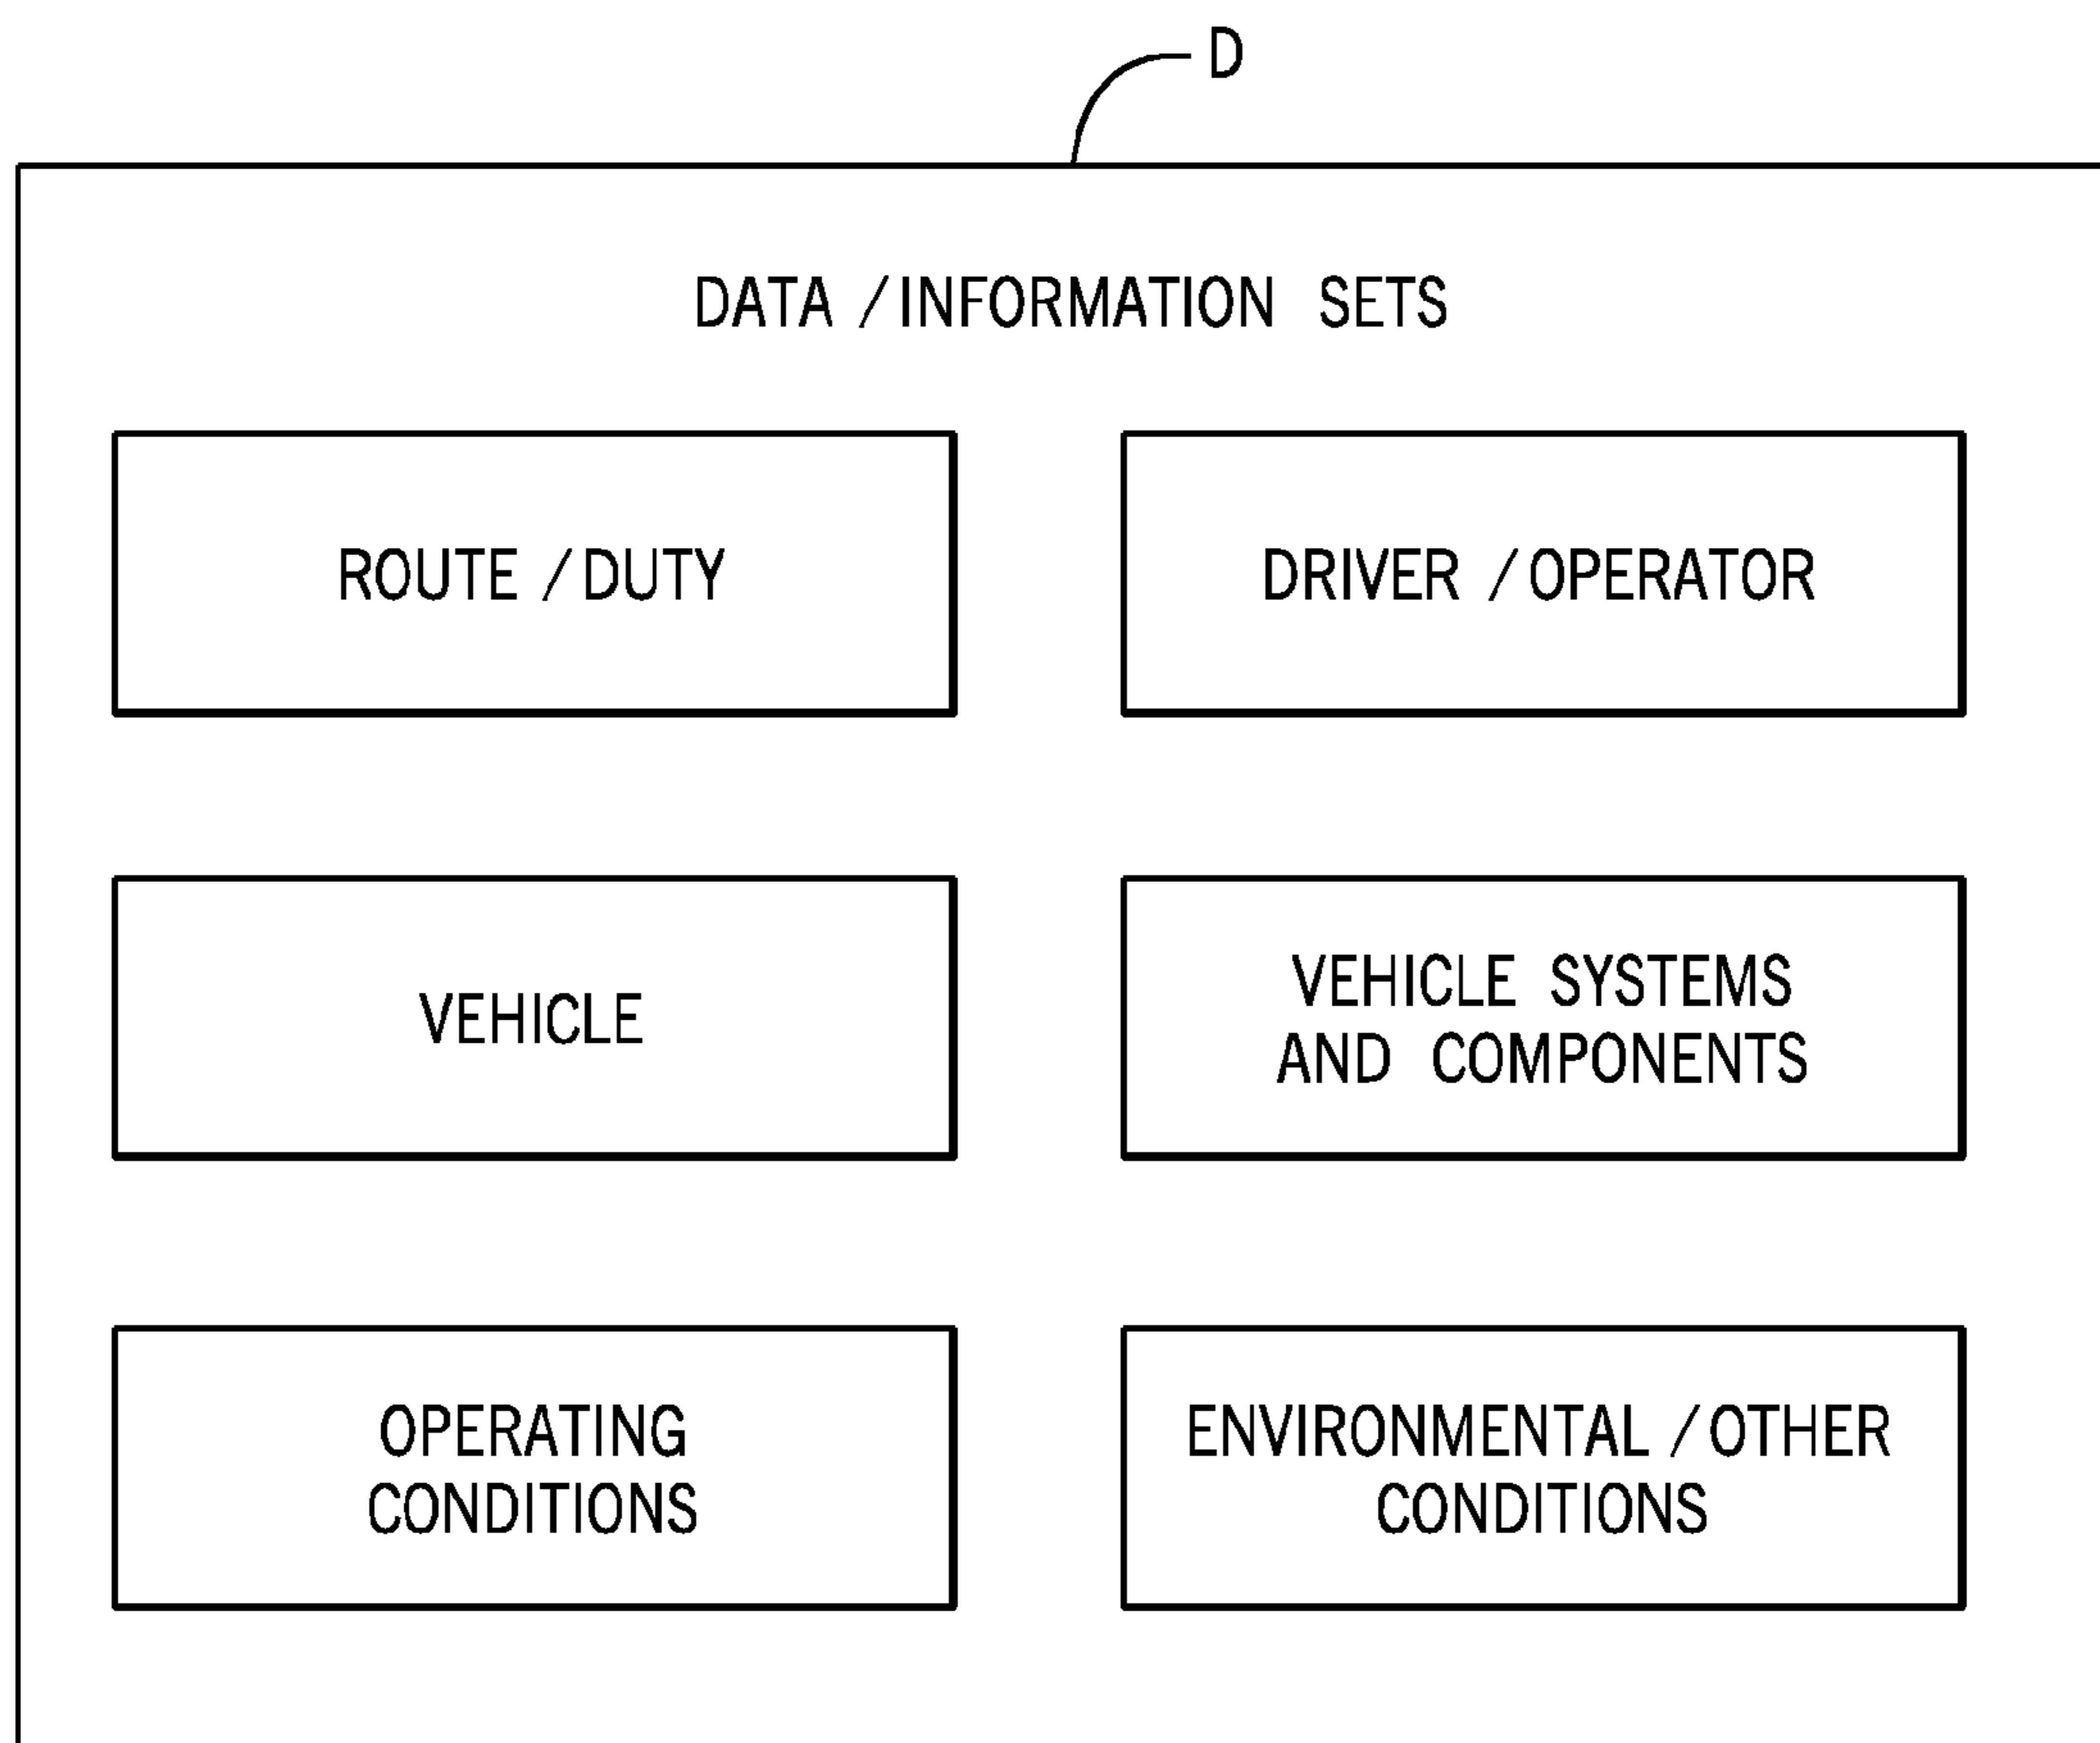 D
DATA / INFORMATION SETS
ROUTE / DUTY
DRIVER / OPERATOR
VEHICLE
VEHICLE SYSTEMS
AND COMPONENTS
OPERATING
CONDITIONS
ENVIRONMENTAL / OTHER
CONDITIONS